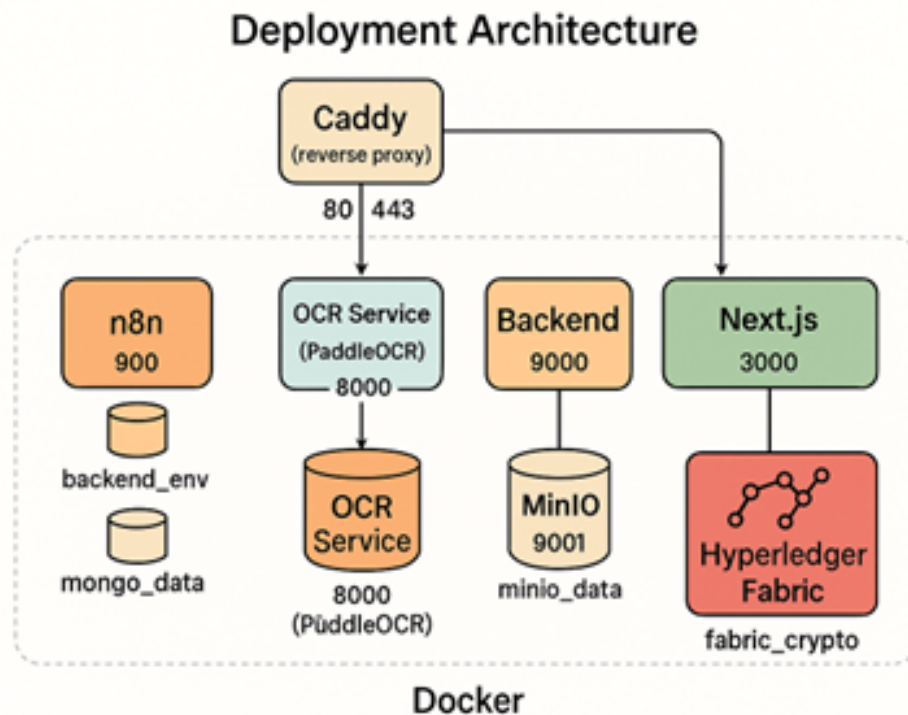 Deployment Architecture
Caddy
(reverse proxy)
80 443
n8n
900
OCR Service
(PaddleOCR)
8000
Backend
9000
Next.js
3000
backend_env
mongo_data
OCR
Service
8000
(PùddleOCR)
MinIO
9001
minio_data
Hyperledger
Fabric
fabric_crypto
Docker